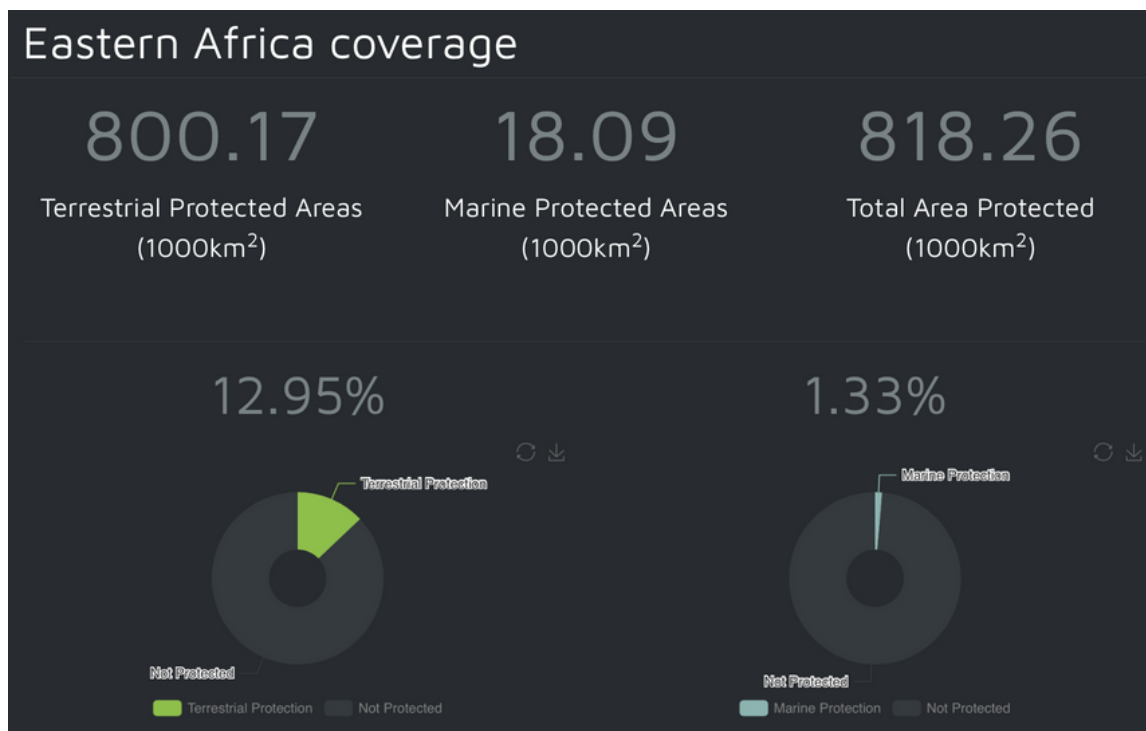 Eastern Africa coverage
800.17
18.09
818.26
Terrestrial Protected Areas
(1000km²)
Marine Protected Areas
(1000km²)
Total Area Protected
(1000km²)
12.95%
1.33%
Terrestrial Protection
Not Protected
Terrestrial Protection
Not Protected
Marine Protection
Not Protected
Marine Protection
Not Protected